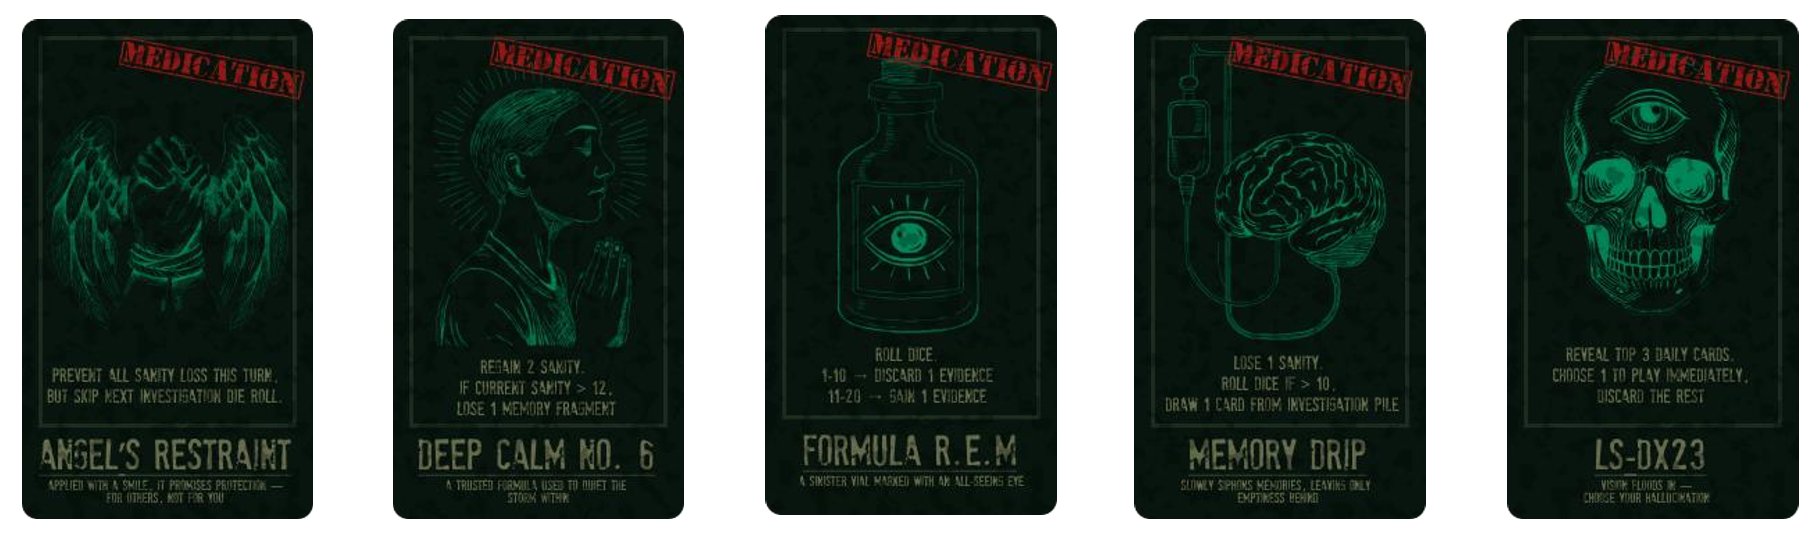 MEDICATION
PREVENT ALL SANITY LOSS THIS TURN,
BUT SKIP NEXT INVESTIGATION DIE ROLL.
ANGEL'S RESTRAINT
APPLIED WITH A SMILE, IT PROMISES PROTECTION —
FOR OTHERS, NOT FOR YOU
MEDICATION
REGAIN 2 SANITY.
IF CURRENT SANITY > 12,
LOSE 1 MEMORY FRAGMENT
DEEP CALM NO. 6
A TRUSTED FORMULA USED TO QUIET THE
STORM WITHIN
MEDICATION
ROLL DICE.
1-10 → DISCARD 1 EVIDENCE
11-20 → GAIN 1 EVIDENCE
FORMULA R.E.M
A SINISTER VIAL MARKED WITH AN ALL-SEEING EYE
MEDICATION
LOSE 1 SANITY.
ROLL DICE IF > 10,
DRAW 1 CARD FROM INVESTIGATION PILE
MEMORY DRIP
SLOWLY SIPHONS MEMORIES, LEAVING ONLY
EMPTINESS BEHIND
MEDICATION
REVEAL TOP 3 DAILY CARDS.
CHOOSE 1 TO PLAY IMMEDIATELY,
DISCARD THE REST
LS-DX23
VISION FLOODS IN —
CHOOSE YOUR HALLUCINATION